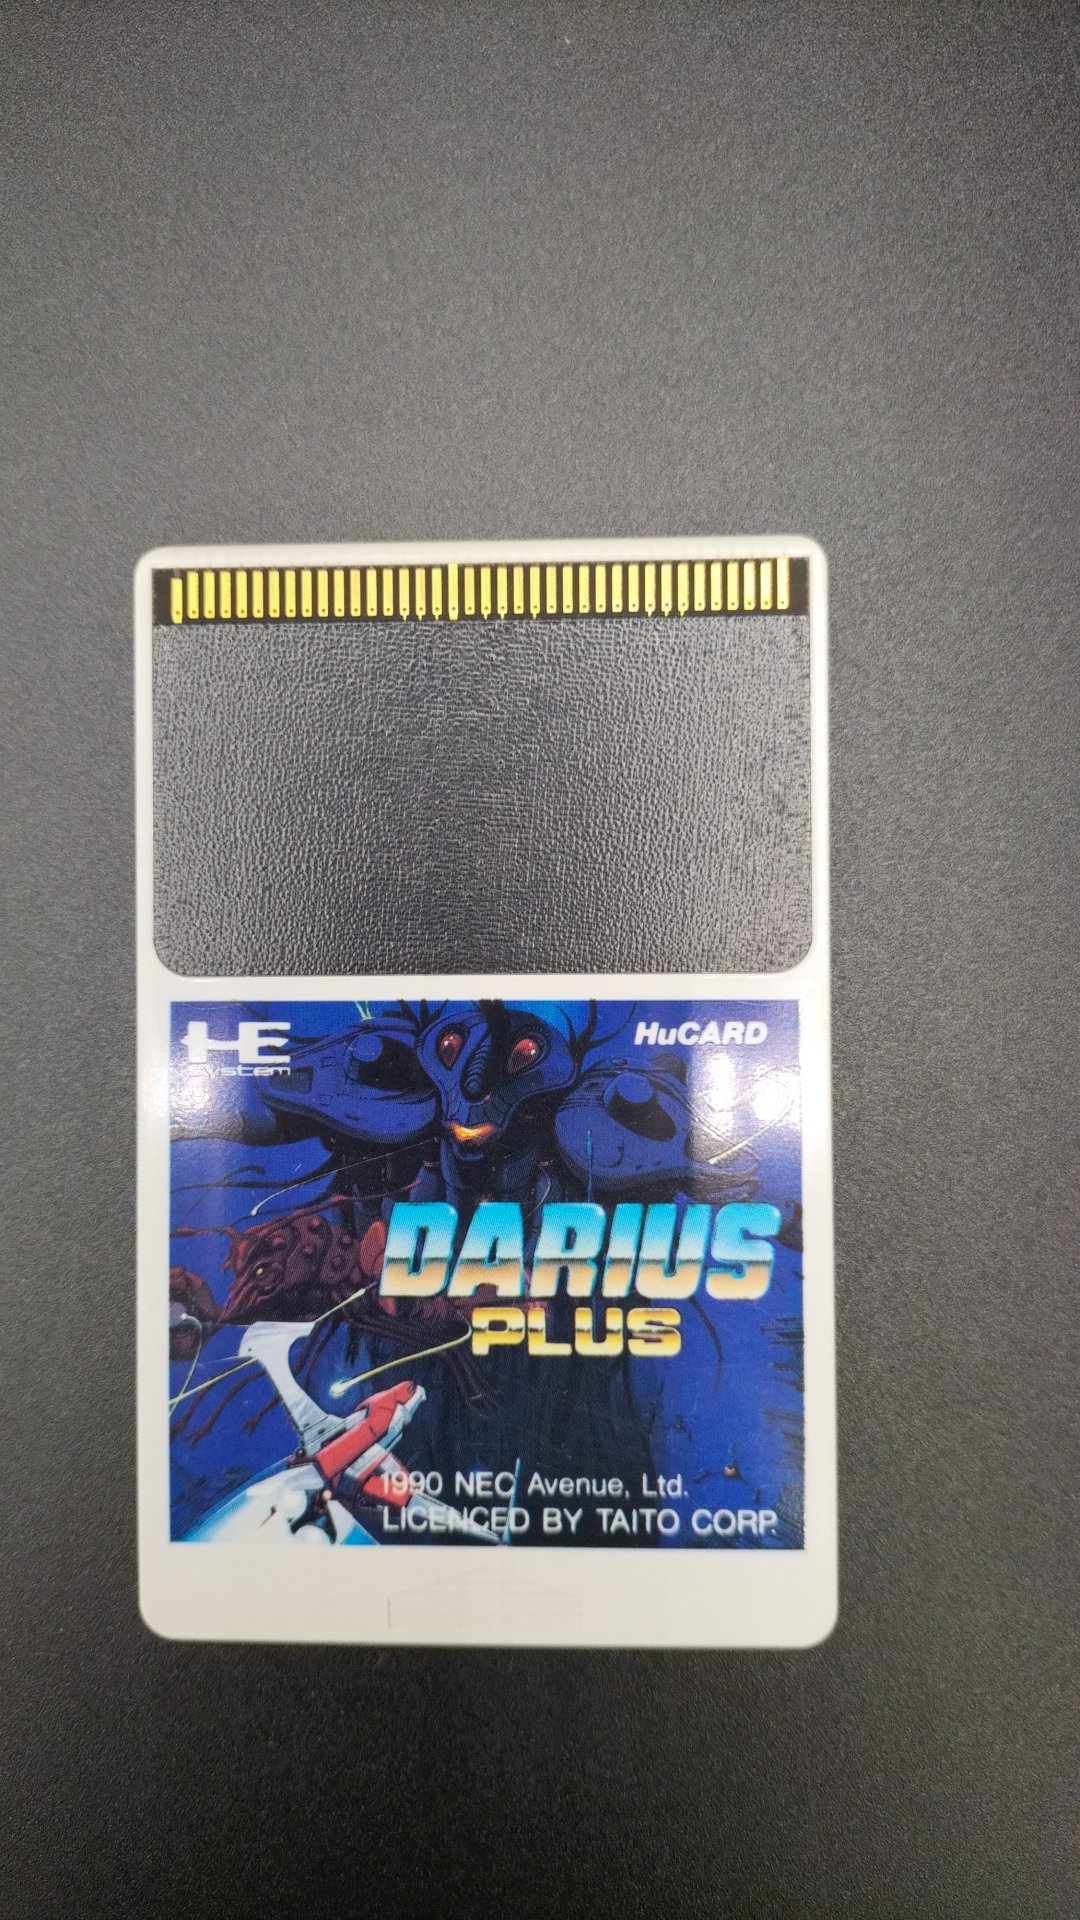 HE
system
HuCARD
DARIUS
PLUS
1990 NEC Avenue, Ltd.
LICENCED BY TAITO CORP.